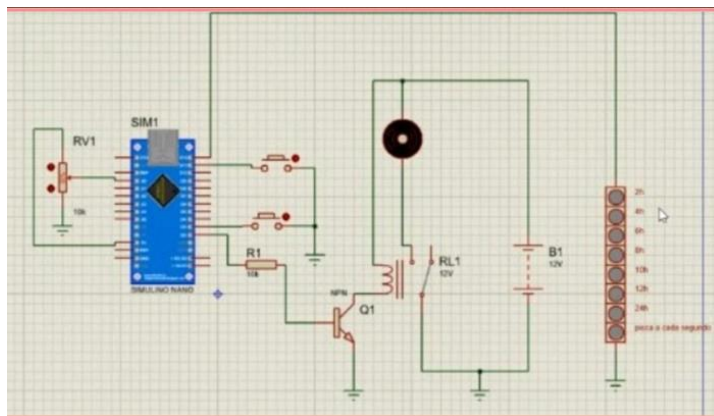 SIM1
RV1
10k
SIMULINO NANO
R1
10k
NPN
Q1
RL1
12V
B1
12V
2h
4h
6h
8h
10h
12h
24h
pisca a cada segundo